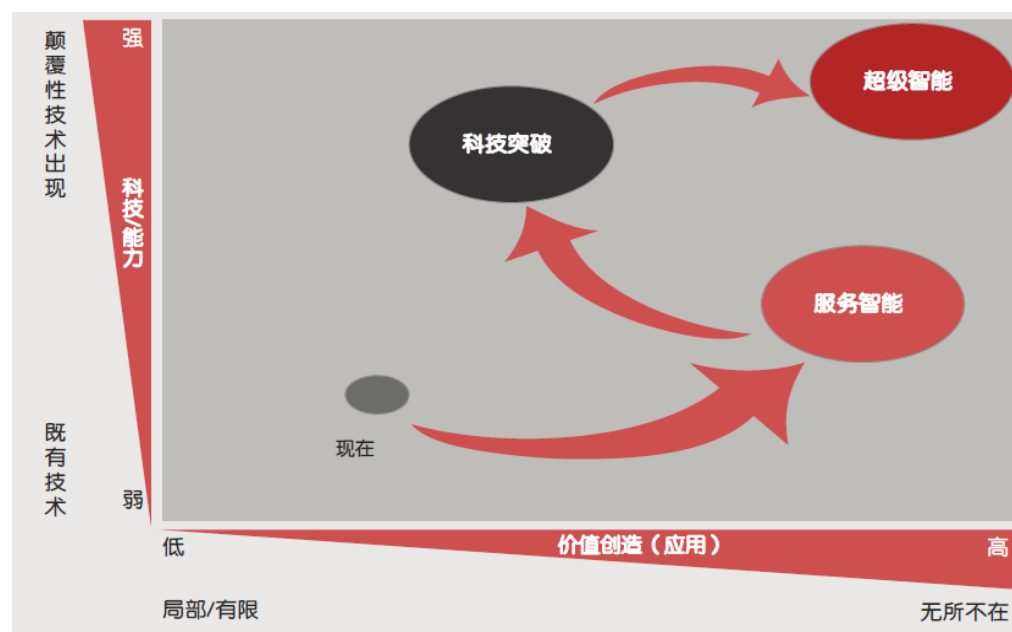 颠覆性技术出现
强
科技/能力
既有技术
弱
超级智能
科技突破
服务智能
现在
低
价值创造（应用）
高
局部/有限
无所不在